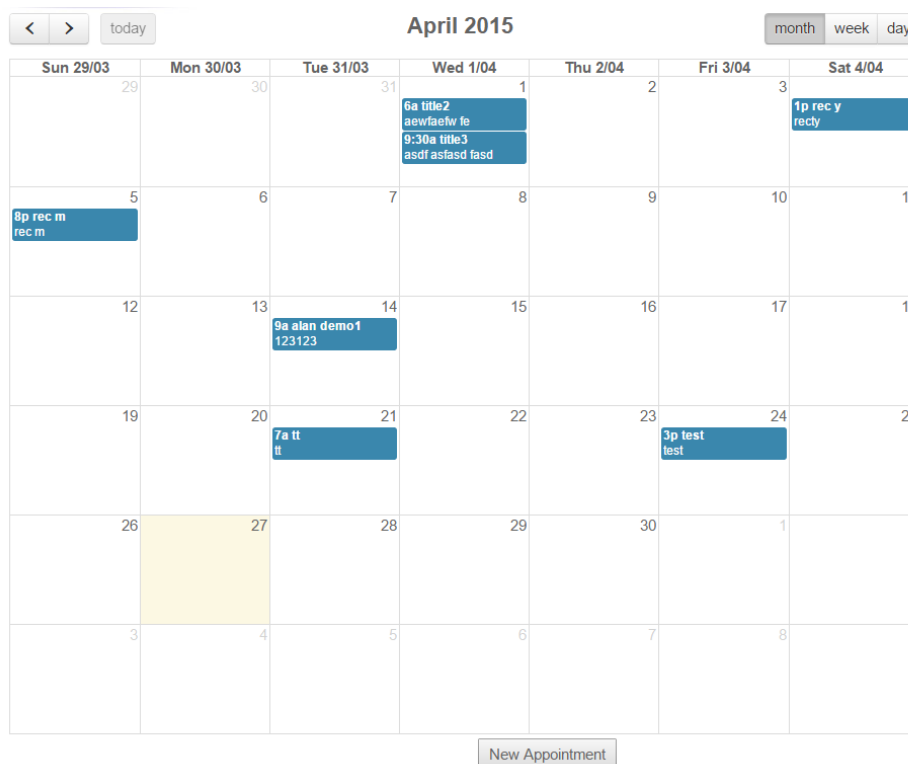 today
April 2015
month week day
Sun 29/03 Mon 30/03 Tue 31/03 Wed 1/04 Thu 2/04 Fri 3/04 Sat 4/04
29 30 31 1 2 3
6a title2
aewfaefw fe
9:30a title3
asdf asfasd fasd
1p rec y
recty
5 6 7 8 9 10 1
8p rec m
rec m
12 13 14 15 16 17 1
9a alan demo1
123123
19 20 21 22 23 24 2
7a tt
tt
3p test
test
26 27 28 29 30 1
3 4 5 6 7 8
New Appointment